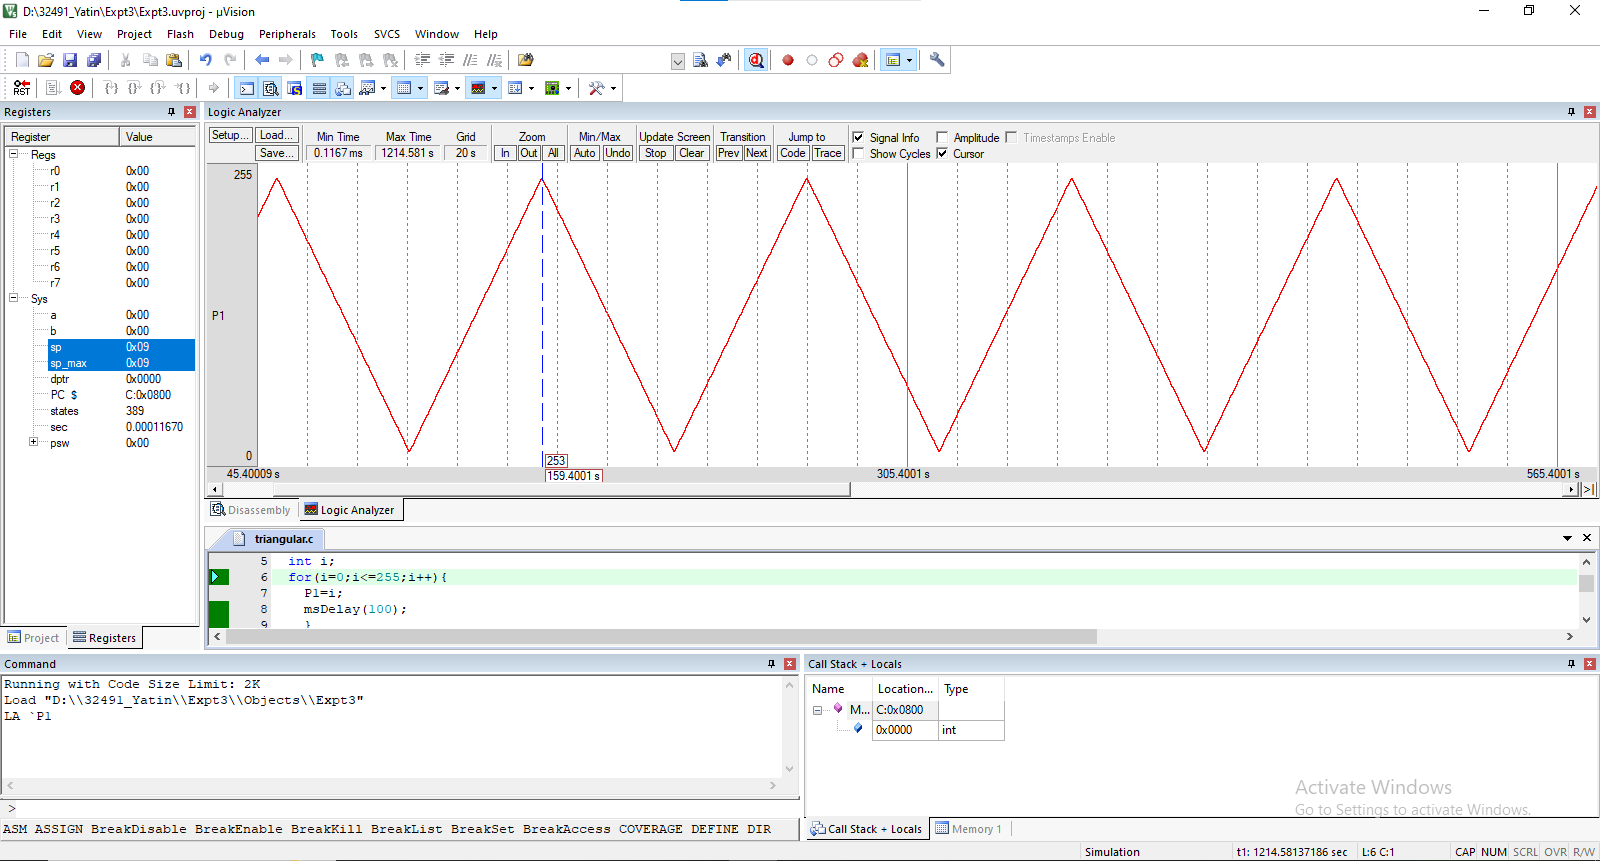 D:\32491_Yatin\Expt3\Expt3.uvproj - µVision
File Edit View Project Flash Debug Peripherals Tools SVCS Window Help
RST
Registers
Register Value
Regs
r0 0x00
r1 0x00
r2 0x00
r3 0x00
r4 0x00
r5 0x00
r6 0x00
r7 0x00
Sys
a 0x00
b 0x00
sp 0x09
sp_max 0x09
dptr 0x0000
PC $ C:0x0800
states 389
sec 0.00011670
psw 0x00
Project Registers
Logic Analyzer
Setup... Load... Min Time Max Time Grid Zoom Min/Max Update Screen Transition Jump to Signal Info Amplitude Timestamps Enable
Save... 0.1167 ms 1214.581 s 20 s In Out All Auto Undo Stop Clear Prev Next Code Trace Show Cycles Cursor
255
P1
0
253
45.40009 s 159.4001 s 305.4001 s 565.4001 s
Disassembly Logic Analyzer
triangular.c
5 int i;
6 for(i=0;i<=255;i++){
7 P1=i;
8 msDelay(100);
9 }
Command
Running with Code Size Limit: 2K
Load "D:\\32491_Yatin\\Expt3\\Objects\\Expt3"
LA `P1
>
ASM ASSIGN BreakDisable BreakEnable BreakKill BreakList BreakSet BreakAccess COVERAGE DEFINE DIR
Call Stack + Locals
Name Location... Type
M... C:0x0800
0x0000 int
Activate Windows
Go to Settings to activate Windows.
Call Stack + Locals Memory 1
Simulation t1: 1214.58137186 sec L:6 C:1 CAP NUM SCRL OVR R/W